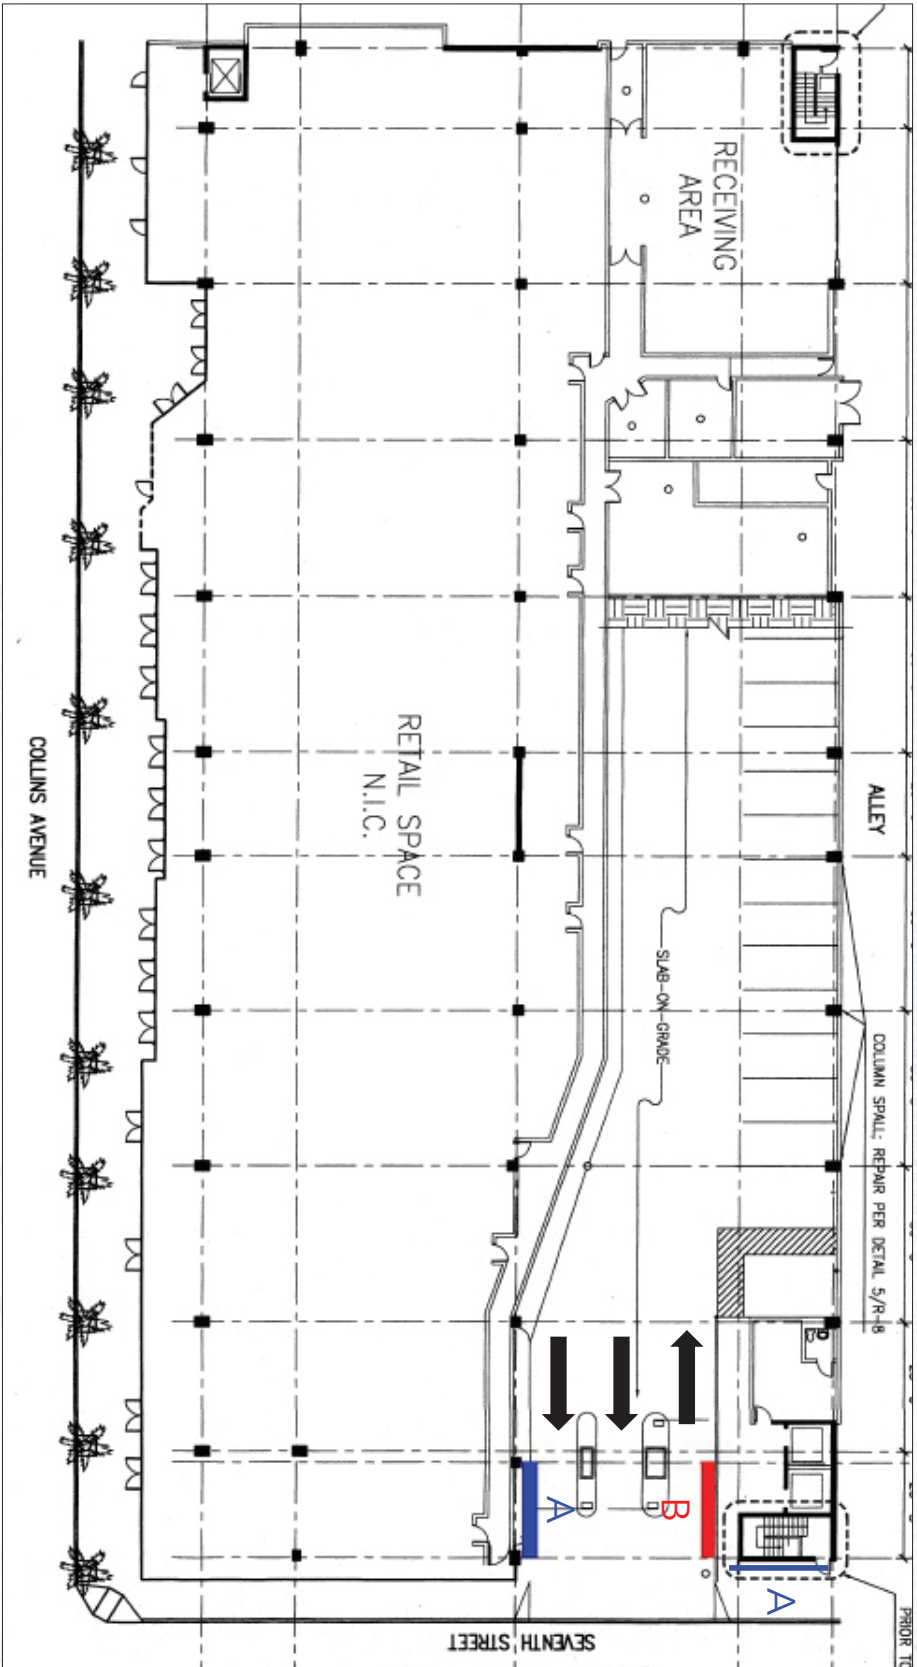 RECEIVING
AREA
ALLEY
RETAIL SPACE
N.I.C.
COLLINS AVENUE
SLAB-ON-GRADE
COLUMN SPALL; REPAIR PER DETAIL 5/R-8
A
B
A
SEVENTH STREET
PRIOR TO